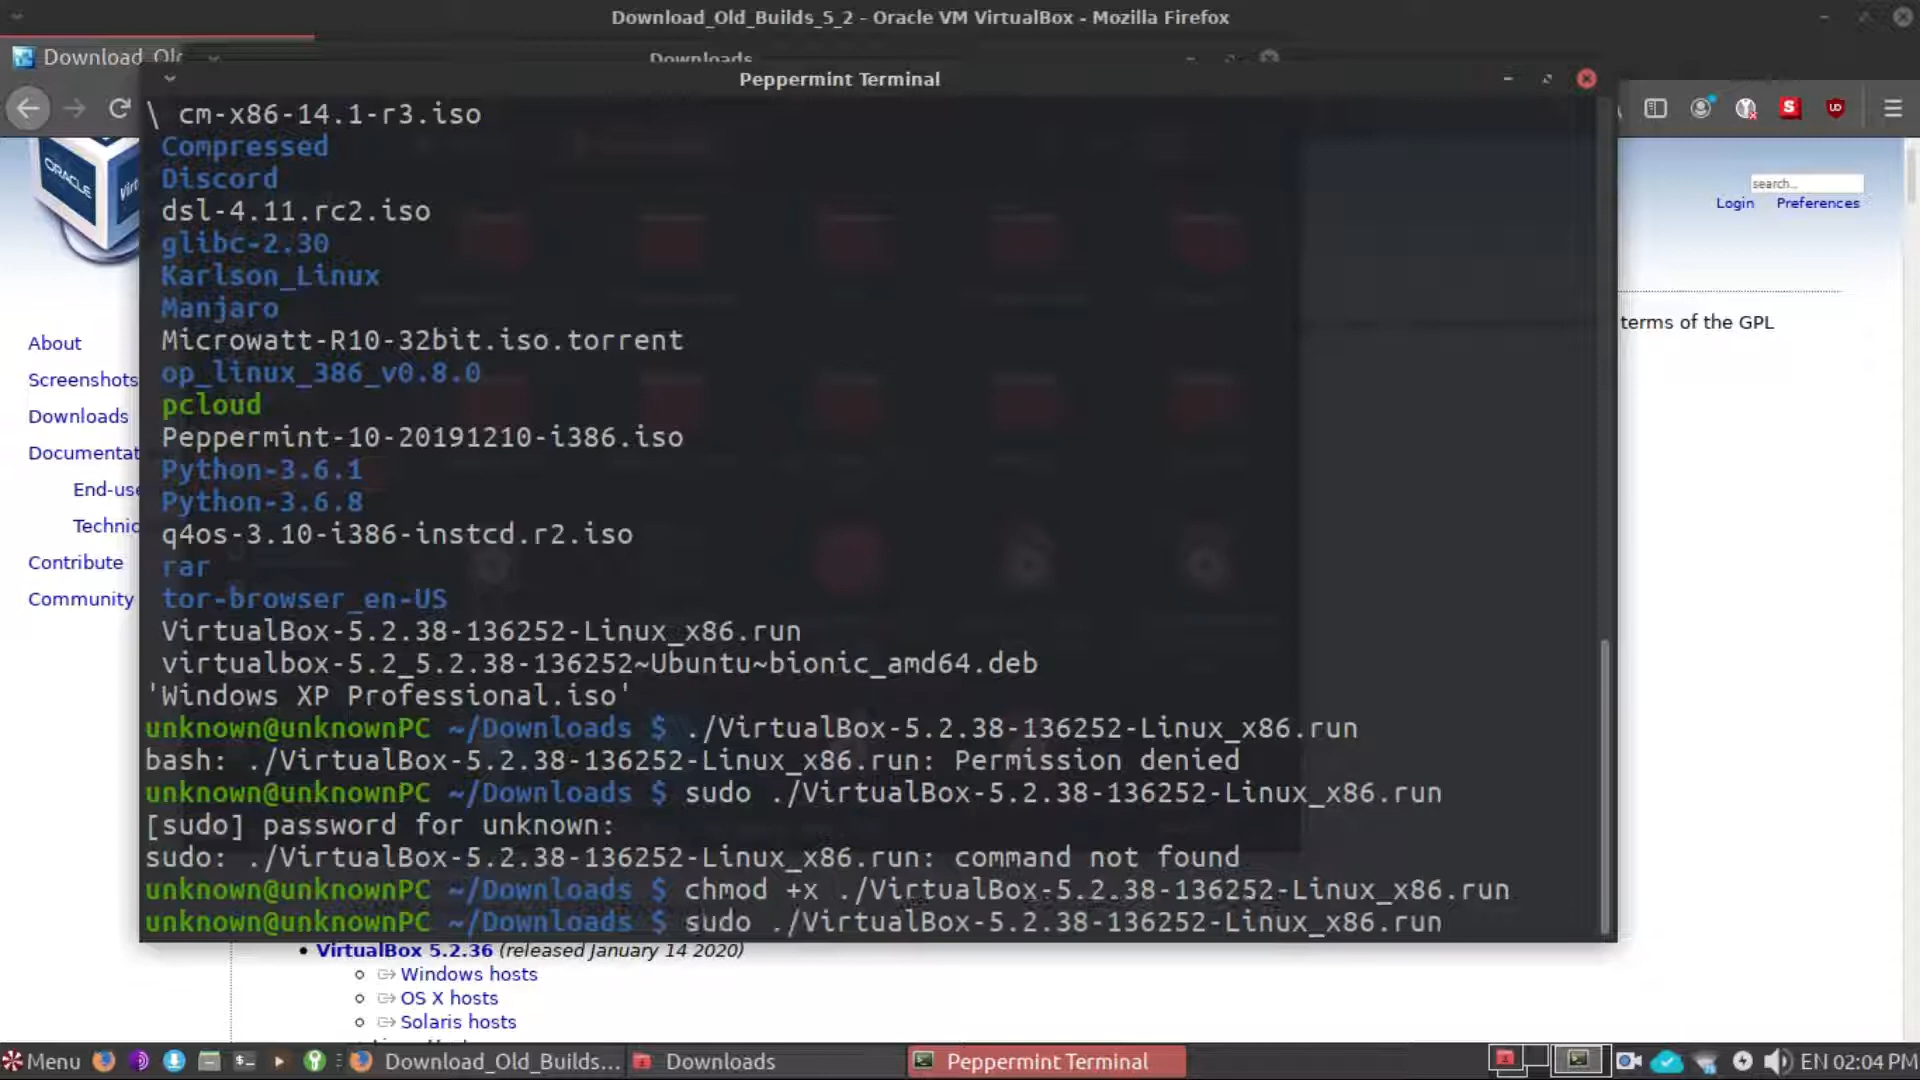 Download_Old_Builds_5_2 - Oracle VM VirtualBox - Mozilla Firefox
Download_Old
Downloads
Peppermint Terminal
\ cm-x86-14.1-r3.iso
Compressed
Discord
dsl-4.11.rc2.iso
glibc-2.30
Karlson_Linux
Manjaro
Microwatt-R10-32bit.iso.torrent
op_linux_386_v0.8.0
pcloud
Peppermint-10-20191210-i386.iso
Python-3.6.1
Python-3.6.8
q4os-3.10-i386-instcd.r2.iso
rar
tor-browser_en-US
VirtualBox-5.2.38-136252-Linux_x86.run
virtualbox-5.2_5.2.38-136252~Ubuntu~bionic_amd64.deb
'Windows XP Professional.iso'
unknown@unknownPC ~/Downloads $ ./VirtualBox-5.2.38-136252-Linux_x86.run
bash: ./VirtualBox-5.2.38-136252-Linux_x86.run: Permission denied
unknown@unknownPC ~/Downloads $ sudo ./VirtualBox-5.2.38-136252-Linux_x86.run
[sudo] password for unknown:
sudo: ./VirtualBox-5.2.38-136252-Linux_x86.run: command not found
unknown@unknownPC ~/Downloads $ chmod +x ./VirtualBox-5.2.38-136252-Linux_x86.run
unknown@unknownPC ~/Downloads $ sudo ./VirtualBox-5.2.38-136252-Linux_x86.run
ORACLE
Virt
About
Screenshots
Downloads
Documentat
End-use
Technic
Contribute
Community
search...
Login Preferences
terms of the GPL
• VirtualBox 5.2.36 (released January 14 2020)
Windows hosts
OS X hosts
Solaris hosts
Menu
Download_Old_Builds...
Downloads
Peppermint Terminal
EN 02:04 PM